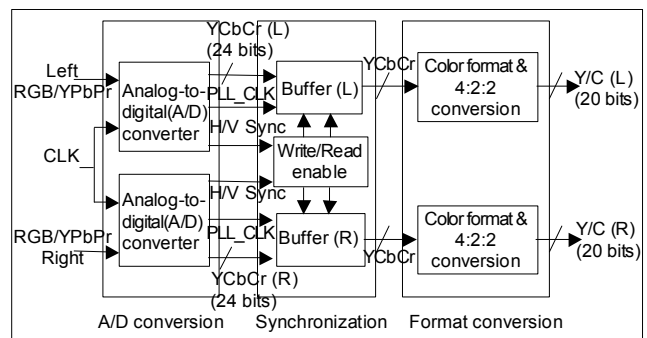 YCbCr (L)
(24 bits)
Left
RGB/YPbPr
Analog-to-
digital(A/D)
converter
PLL_CLK
H/V Sync
Buffer (L)
YCbCr
Color format &
4:2:2
conversion
Y/C (L)
(20 bits)
CLK
Write/Read
enable
H/V Sync
Analog-to-
digital(A/D)
converter
PLL_CLK
RGB/YPbPr
Right
YCbCr (R)
(24 bits)
Buffer (R)
YCbCr
Color format &
4:2:2
conversion
Y/C (R)
(20 bits)
A/D conversion
Synchronization
Format conversion